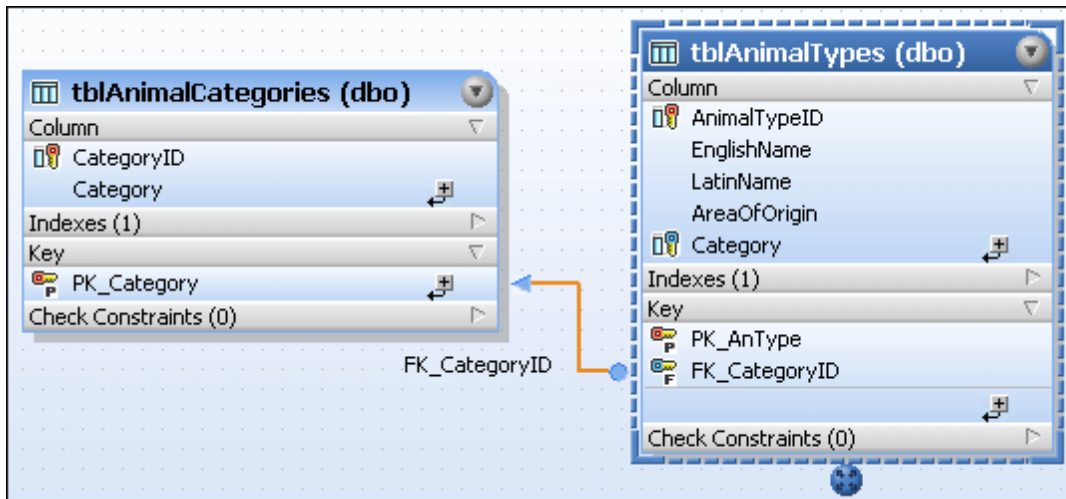 tblAnimalCategories (dbo)
Column
CategoryID
Category
Indexes (1)
Key
PK_Category
Check Constraints (0)
FK_CategoryID
tblAnimalTypes (dbo)
Column
AnimalTypeID
EnglishName
LatinName
AreaOfOrigin
Category
Indexes (1)
Key
P PK_AnType
F FK_CategoryID
Check Constraints (0)